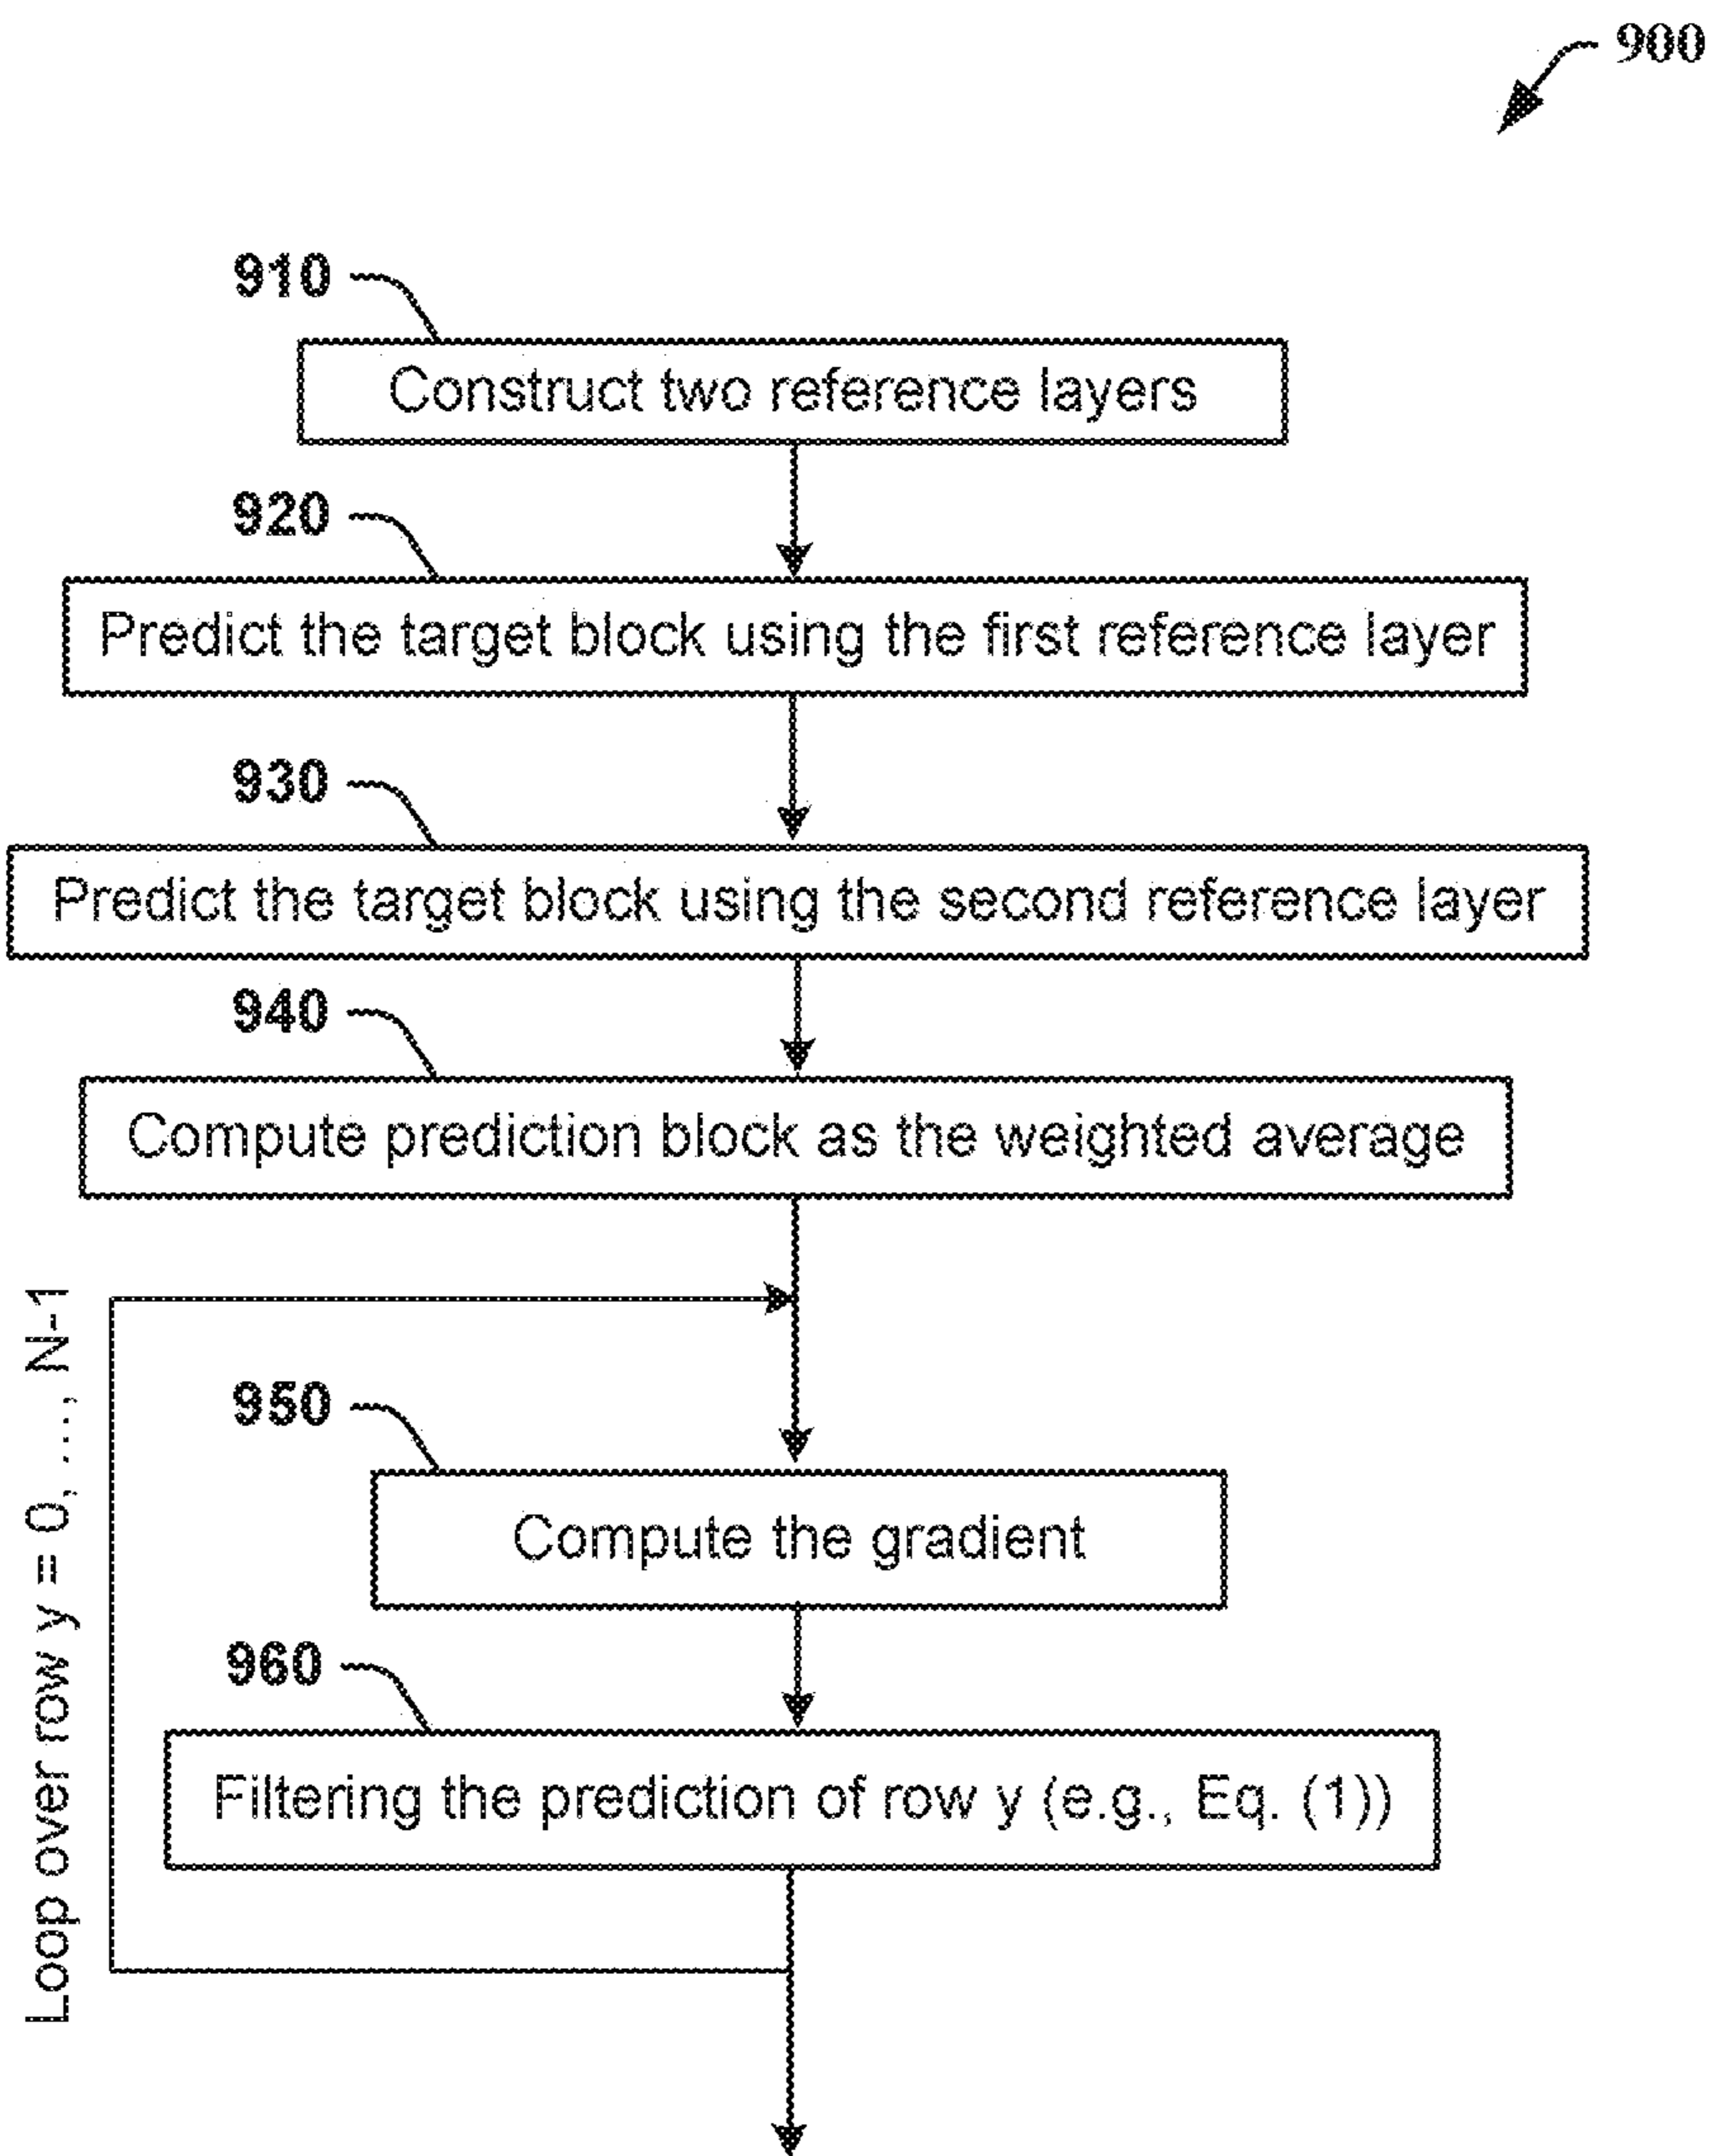 900
910
Construct two reference layers
920
Predict the target block using the first reference layer
930
Predict the target block using the second reference layer
940
Compute prediction block as the weighted average
Loop over row y = 0, ..., N-1
950
Compute the gradient
960
Filtering the prediction of row y (e.g., Eq. (1))